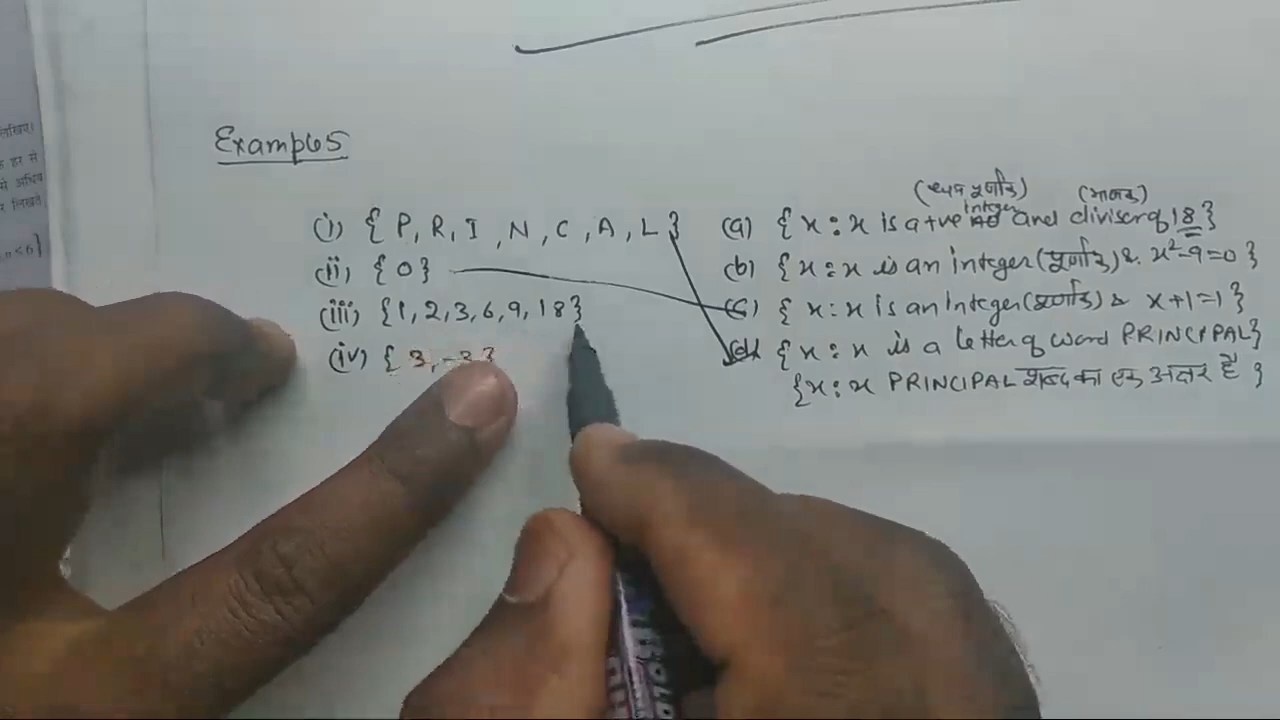 Examples
(i) { P, R, I, N, C, A, L }
(ii) { 0 }
(iii) { 1, 2, 3, 6, 9, 18 }
(iv) { 3, -3 }
(पूर्णांक) (भाजक)
integer
(a) { x : x is a +ve and divisor of 18 }
(b) { x : x is an integer (पूर्णांक) & x²-9=0 }
(c) { x : x is an Integer (पूर्णांक) & x+1=1 }
(d) { x : x is a letter of word PRINCIPAL }
{ x : x PRINCIPAL शब्द का एक अक्षर है }